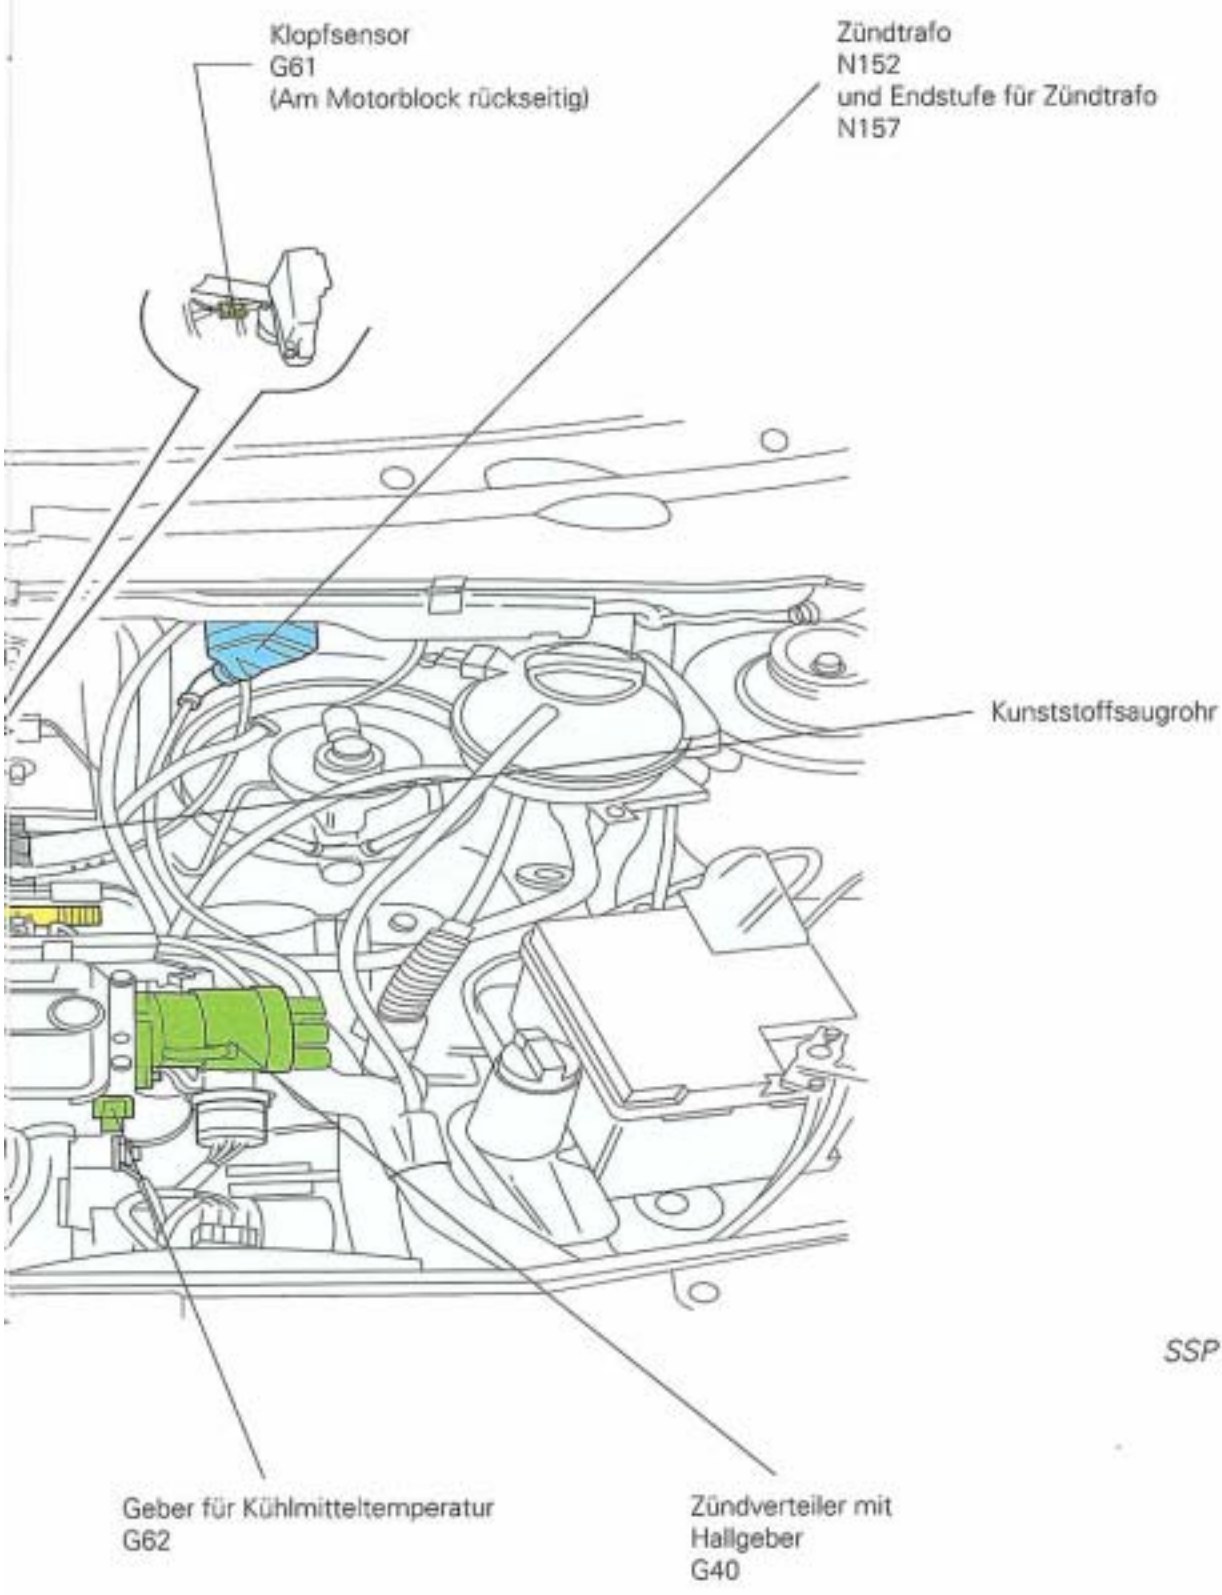 Klopfsensor
G61
(Am Motorblock rückseitig)
Zündtrafo
N152
und Endstufe für Zündtrafo
N157
Kunststoffsaugrohr
SSP
Geber für Kühlmitteltemperatur
G62
Zündverteiler mit
Hallgeber
G40